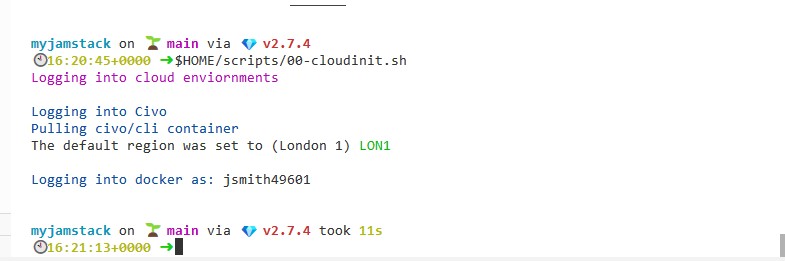 myjamstack on 🌱 main via 💎 v2.7.4
🕙16:20:45+0000 ➜$HOME/scripts/00-cloudinit.sh
Logging into cloud enviornments
Logging into Civo
Pulling civo/cli container
The default region was set to (London 1) LON1
Logging into docker as: jsmith49601
myjamstack on 🌱 main via 💎 v2.7.4 took 11s
🕙16:21:13+0000 ➜